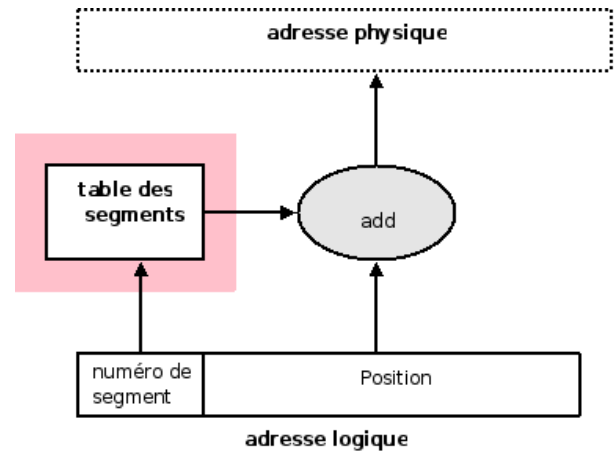 adresse physique
table des
segments
add
numéro de
segment
Position
adresse logique